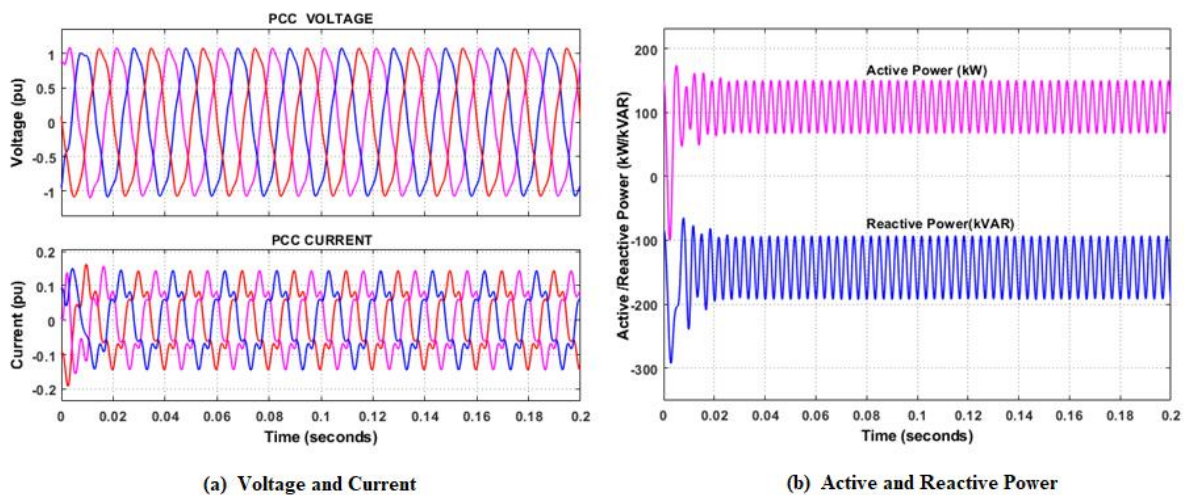 PCC VOLTAGE
Voltage (pu)
1
0.5
0
-0.5
-1
PCC CURRENT
Current (pu)
0.2
0.1
0
-0.1
-0.2
0 0.02 0.04 0.06 0.08 0.1 0.12 0.14 0.16 0.18 0.2
Time (seconds)
(a) Voltage and Current
Active /Reactive Power (kW/kVAR)
200
100
0
-100
-200
-300
Active Power (kW)
Reactive Power(kVAR)
0 0.02 0.04 0.06 0.08 0.1 0.12 0.14 0.16 0.18 0.2
Time (seconds)
(b) Active and Reactive Power